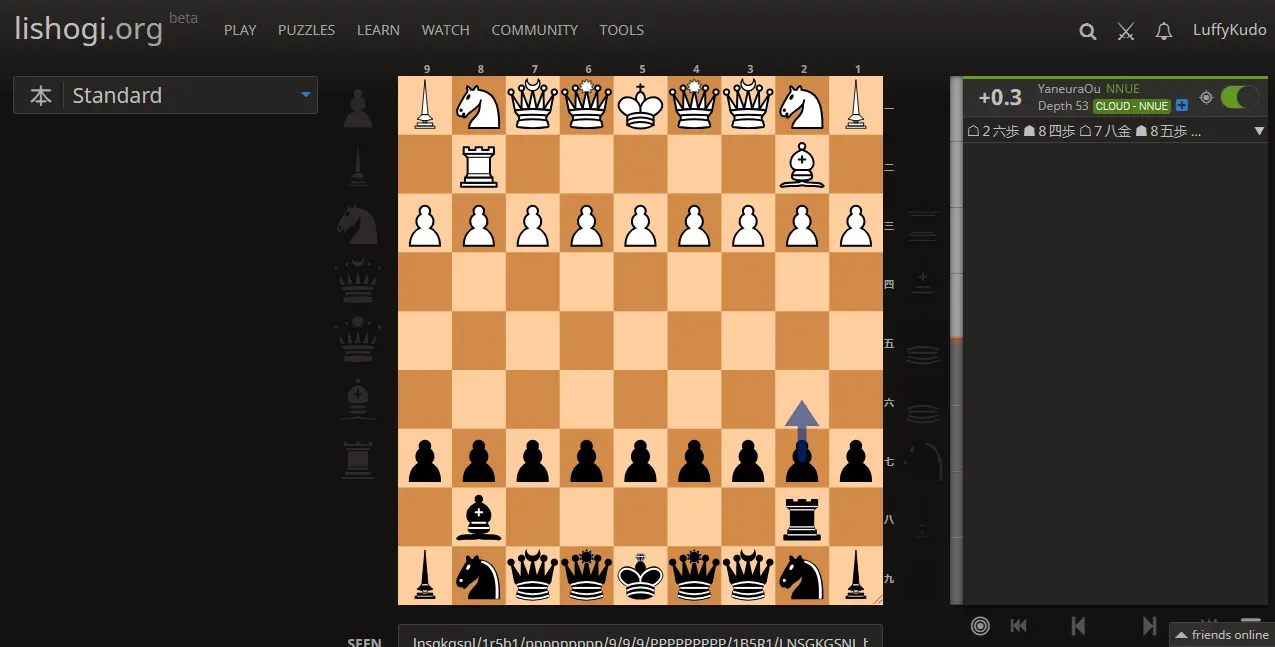 lishogi.org beta
PLAY PUZZLES LEARN WATCH COMMUNITY TOOLS LuffyKudo
本 Standard
9 8 7 6 5 4 3 2 1
一
二
三
四
五
六
七
八
九
+0.3 YaneuraOu NNUE
Depth 53 CLOUD - NNUE
☖2六歩 ☗8四歩 ☖7八金 ☗8五歩 ...
SFEN
lnsgkgsnl/1r5b1/ppppppppp/9/9/9/PPPPPPPPP/1B5R1/LNSGKGSNL b
friends online